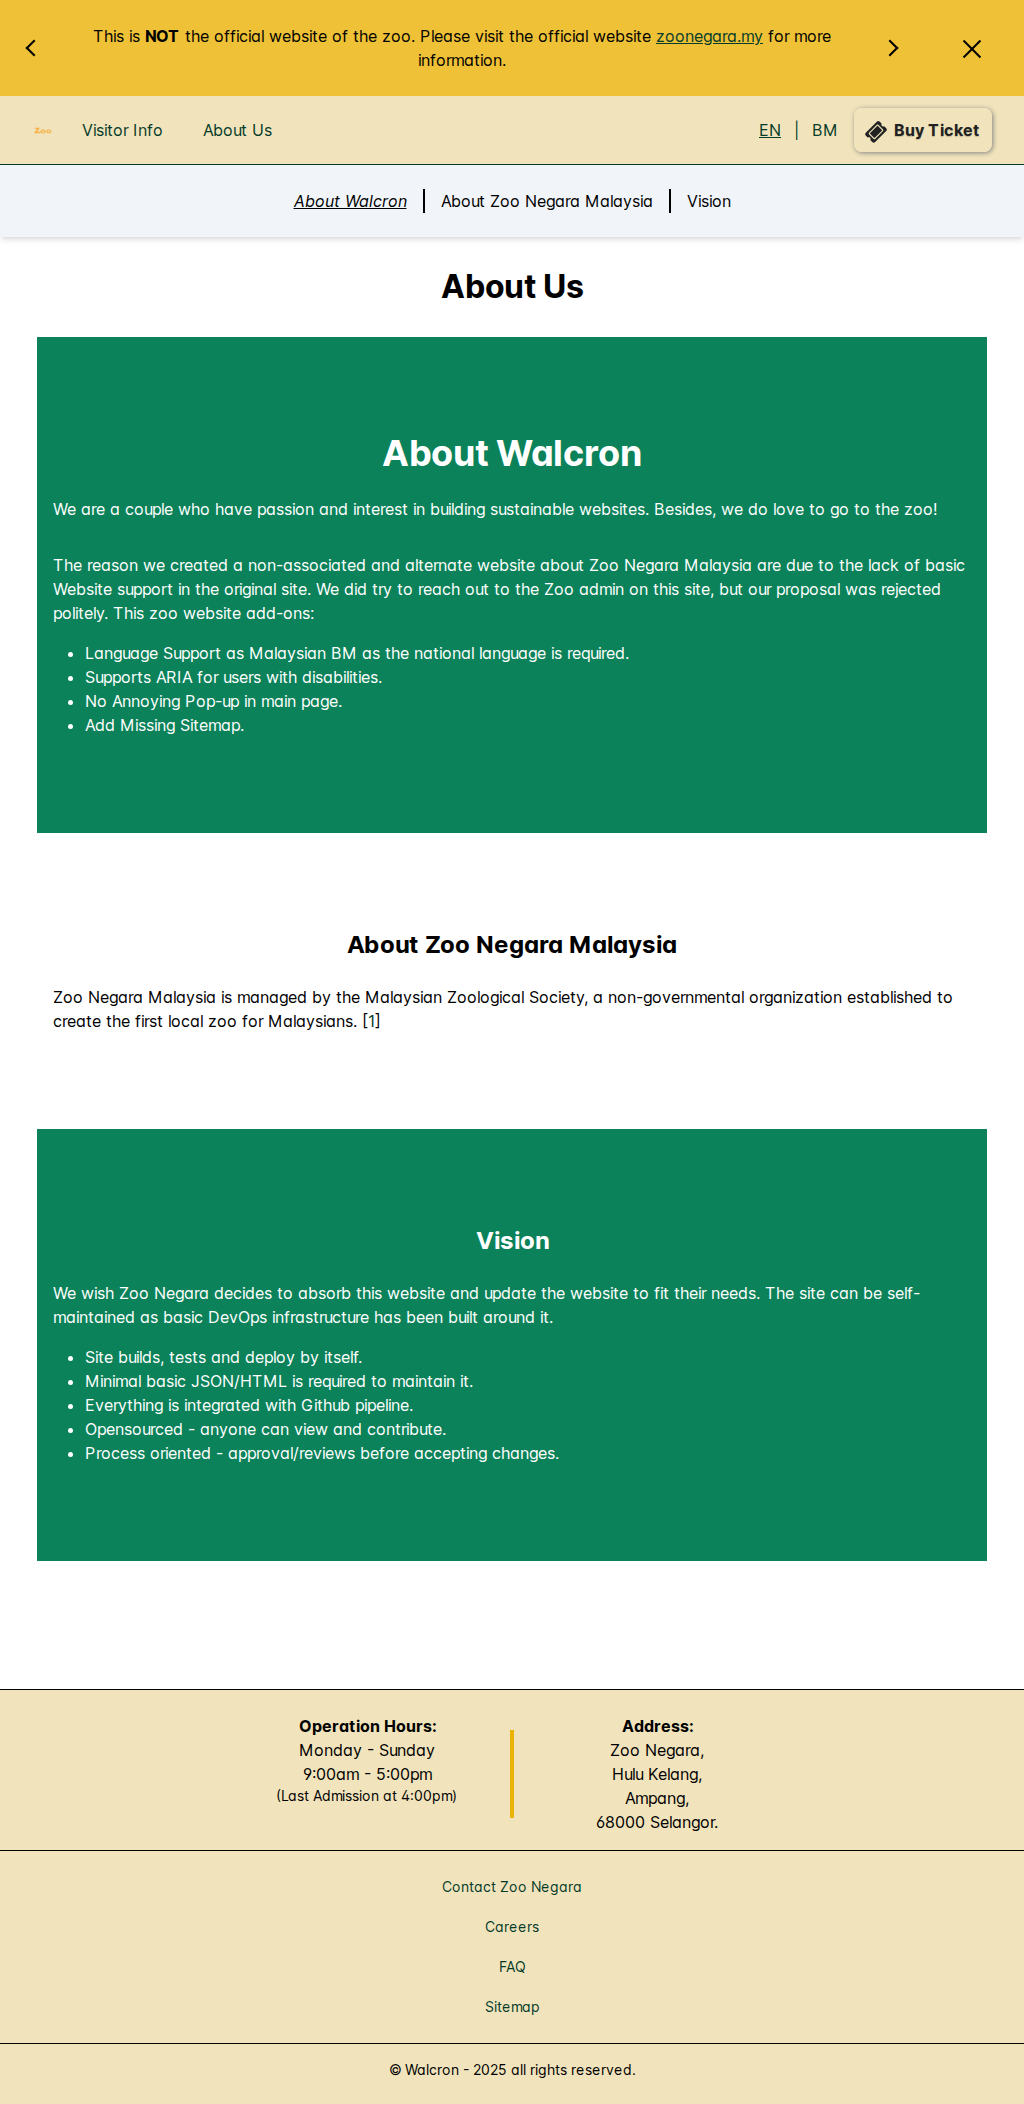 This is NOT the official website of the zoo. Please visit the official website zoonegara.my for more
information.
Zoo
Visitor Info
About Us
EN | BM
Buy Ticket
About Walcron
About Zoo Negara Malaysia
Vision
About Us
About Walcron
We are a couple who have passion and interest in building sustainable websites. Besides, we do love to go to the zoo!
The reason we created a non-associated and alternate website about Zoo Negara Malaysia are due to the lack of basic
Website support in the original site. We did try to reach out to the Zoo admin on this site, but our proposal was rejected
politely. This zoo website add-ons:
• Language Support as Malaysian BM as the national language is required.
• Supports ARIA for users with disabilities.
• No Annoying Pop-up in main page.
• Add Missing Sitemap.
About Zoo Negara Malaysia
Zoo Negara Malaysia is managed by the Malaysian Zoological Society, a non-governmental organization established to
create the first local zoo for Malaysians. [1]
Vision
We wish Zoo Negara decides to absorb this website and update the website to fit their needs. The site can be self-
maintained as basic DevOps infrastructure has been built around it.
• Site builds, tests and deploy by itself.
• Minimal basic JSON/HTML is required to maintain it.
• Everything is integrated with Github pipeline.
• Opensourced - anyone can view and contribute.
• Process oriented - approval/reviews before accepting changes.
Operation Hours:
Monday - Sunday
9:00am - 5:00pm
(Last Admission at 4:00pm)
Address:
Zoo Negara,
Hulu Kelang,
Ampang,
68000 Selangor.
Contact Zoo Negara
Careers
FAQ
Sitemap
© Walcron - 2025 all rights reserved.